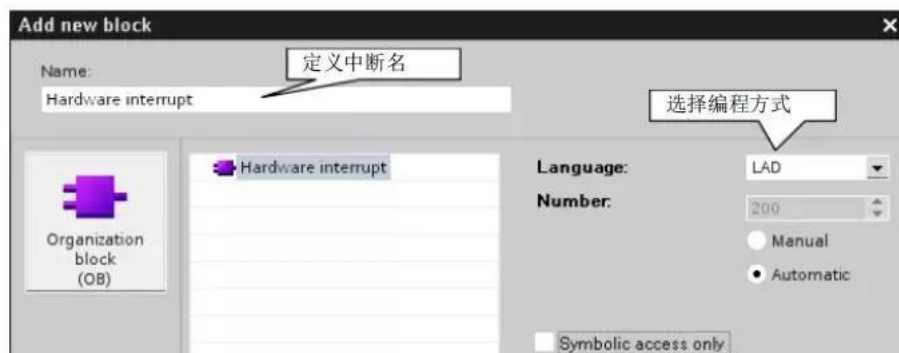 Add new block
Name:
定义中断名
Hardware interrupt
选择编程方式
Hardware interrupt
Language:
LAD
Number:
200
Manual
Automatic
Organization
block
(OB)
Symbolic access only